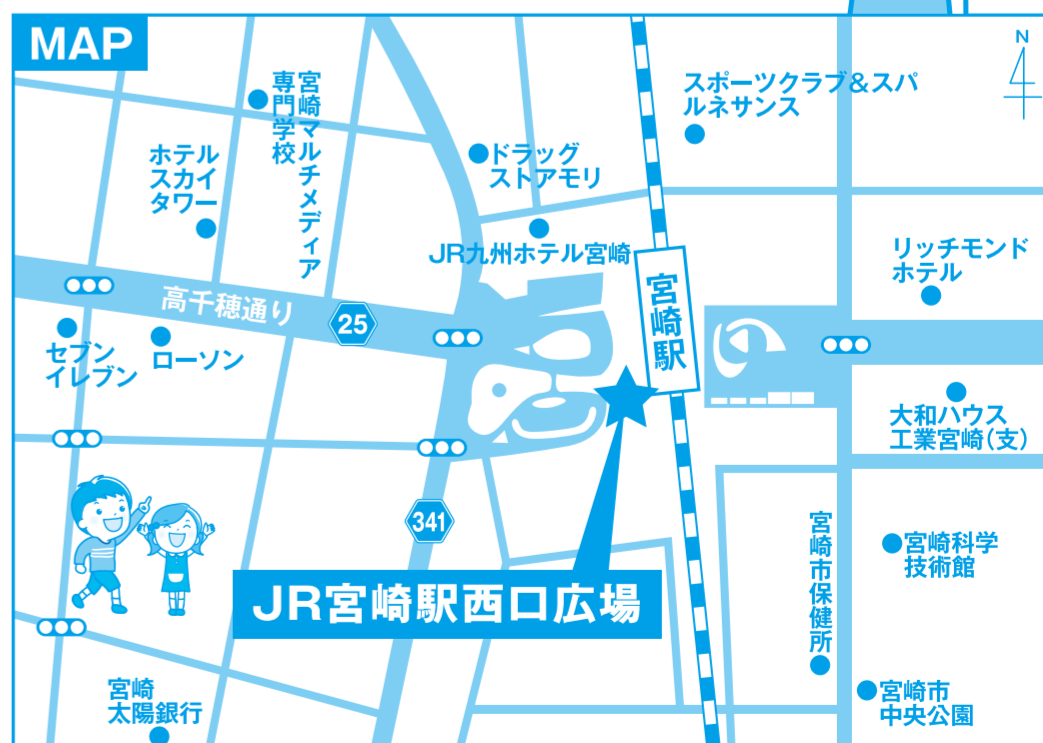 MAP
N
宮崎マルチメディア
専門学校
スポーツクラブ&スパ
ルネサンス
ホテル
スカイ
タワー
ドラッグ
ストアモリ
JR九州ホテル宮崎
リッチモンド
ホテル
宮崎駅
高千穂通り
25
セブン
イレブン
ローソン
大和ハウス
工業宮崎(支)
341
宮崎市保健所
宮崎科学
技術館
JR宮崎駅西口広場
宮崎
太陽銀行
宮崎市
中央公園